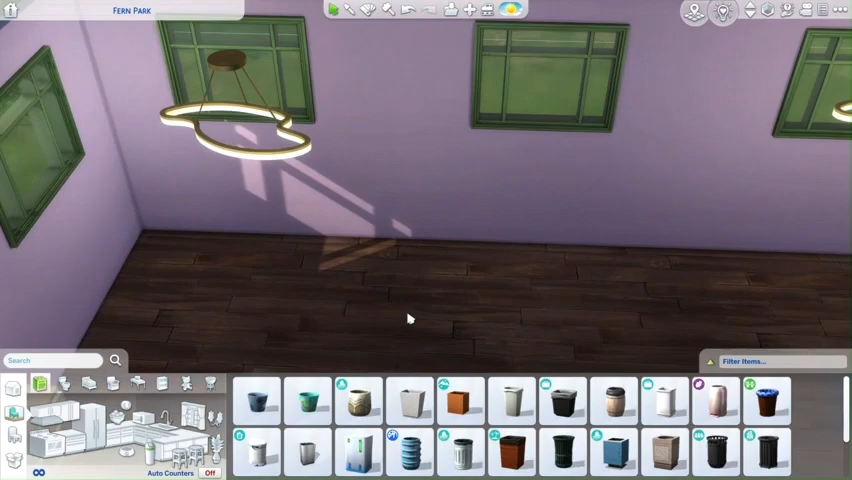 FERN PARK
Search
Filter Items...
Auto Counters
Off